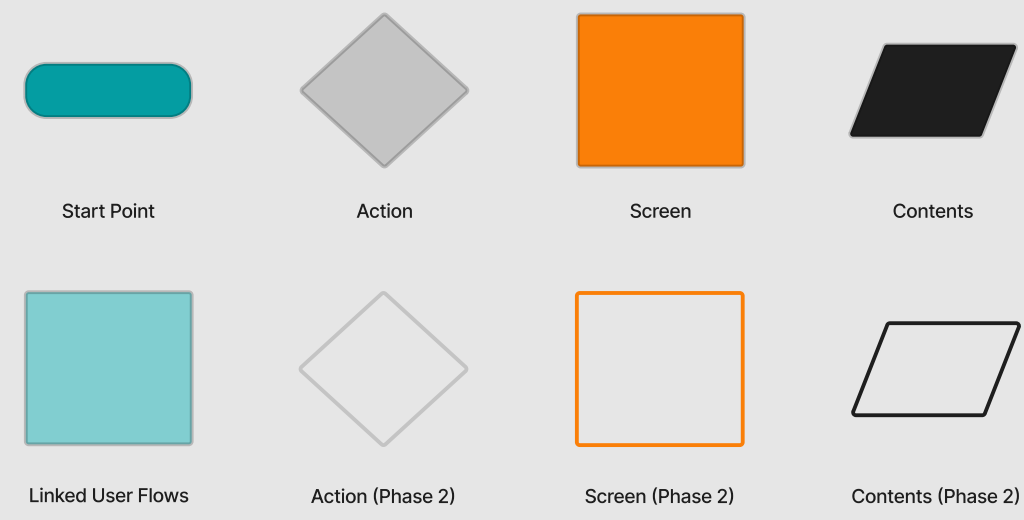 Start Point
Action
Screen
Contents
Linked User Flows
Action (Phase 2)
Screen (Phase 2)
Contents (Phase 2)